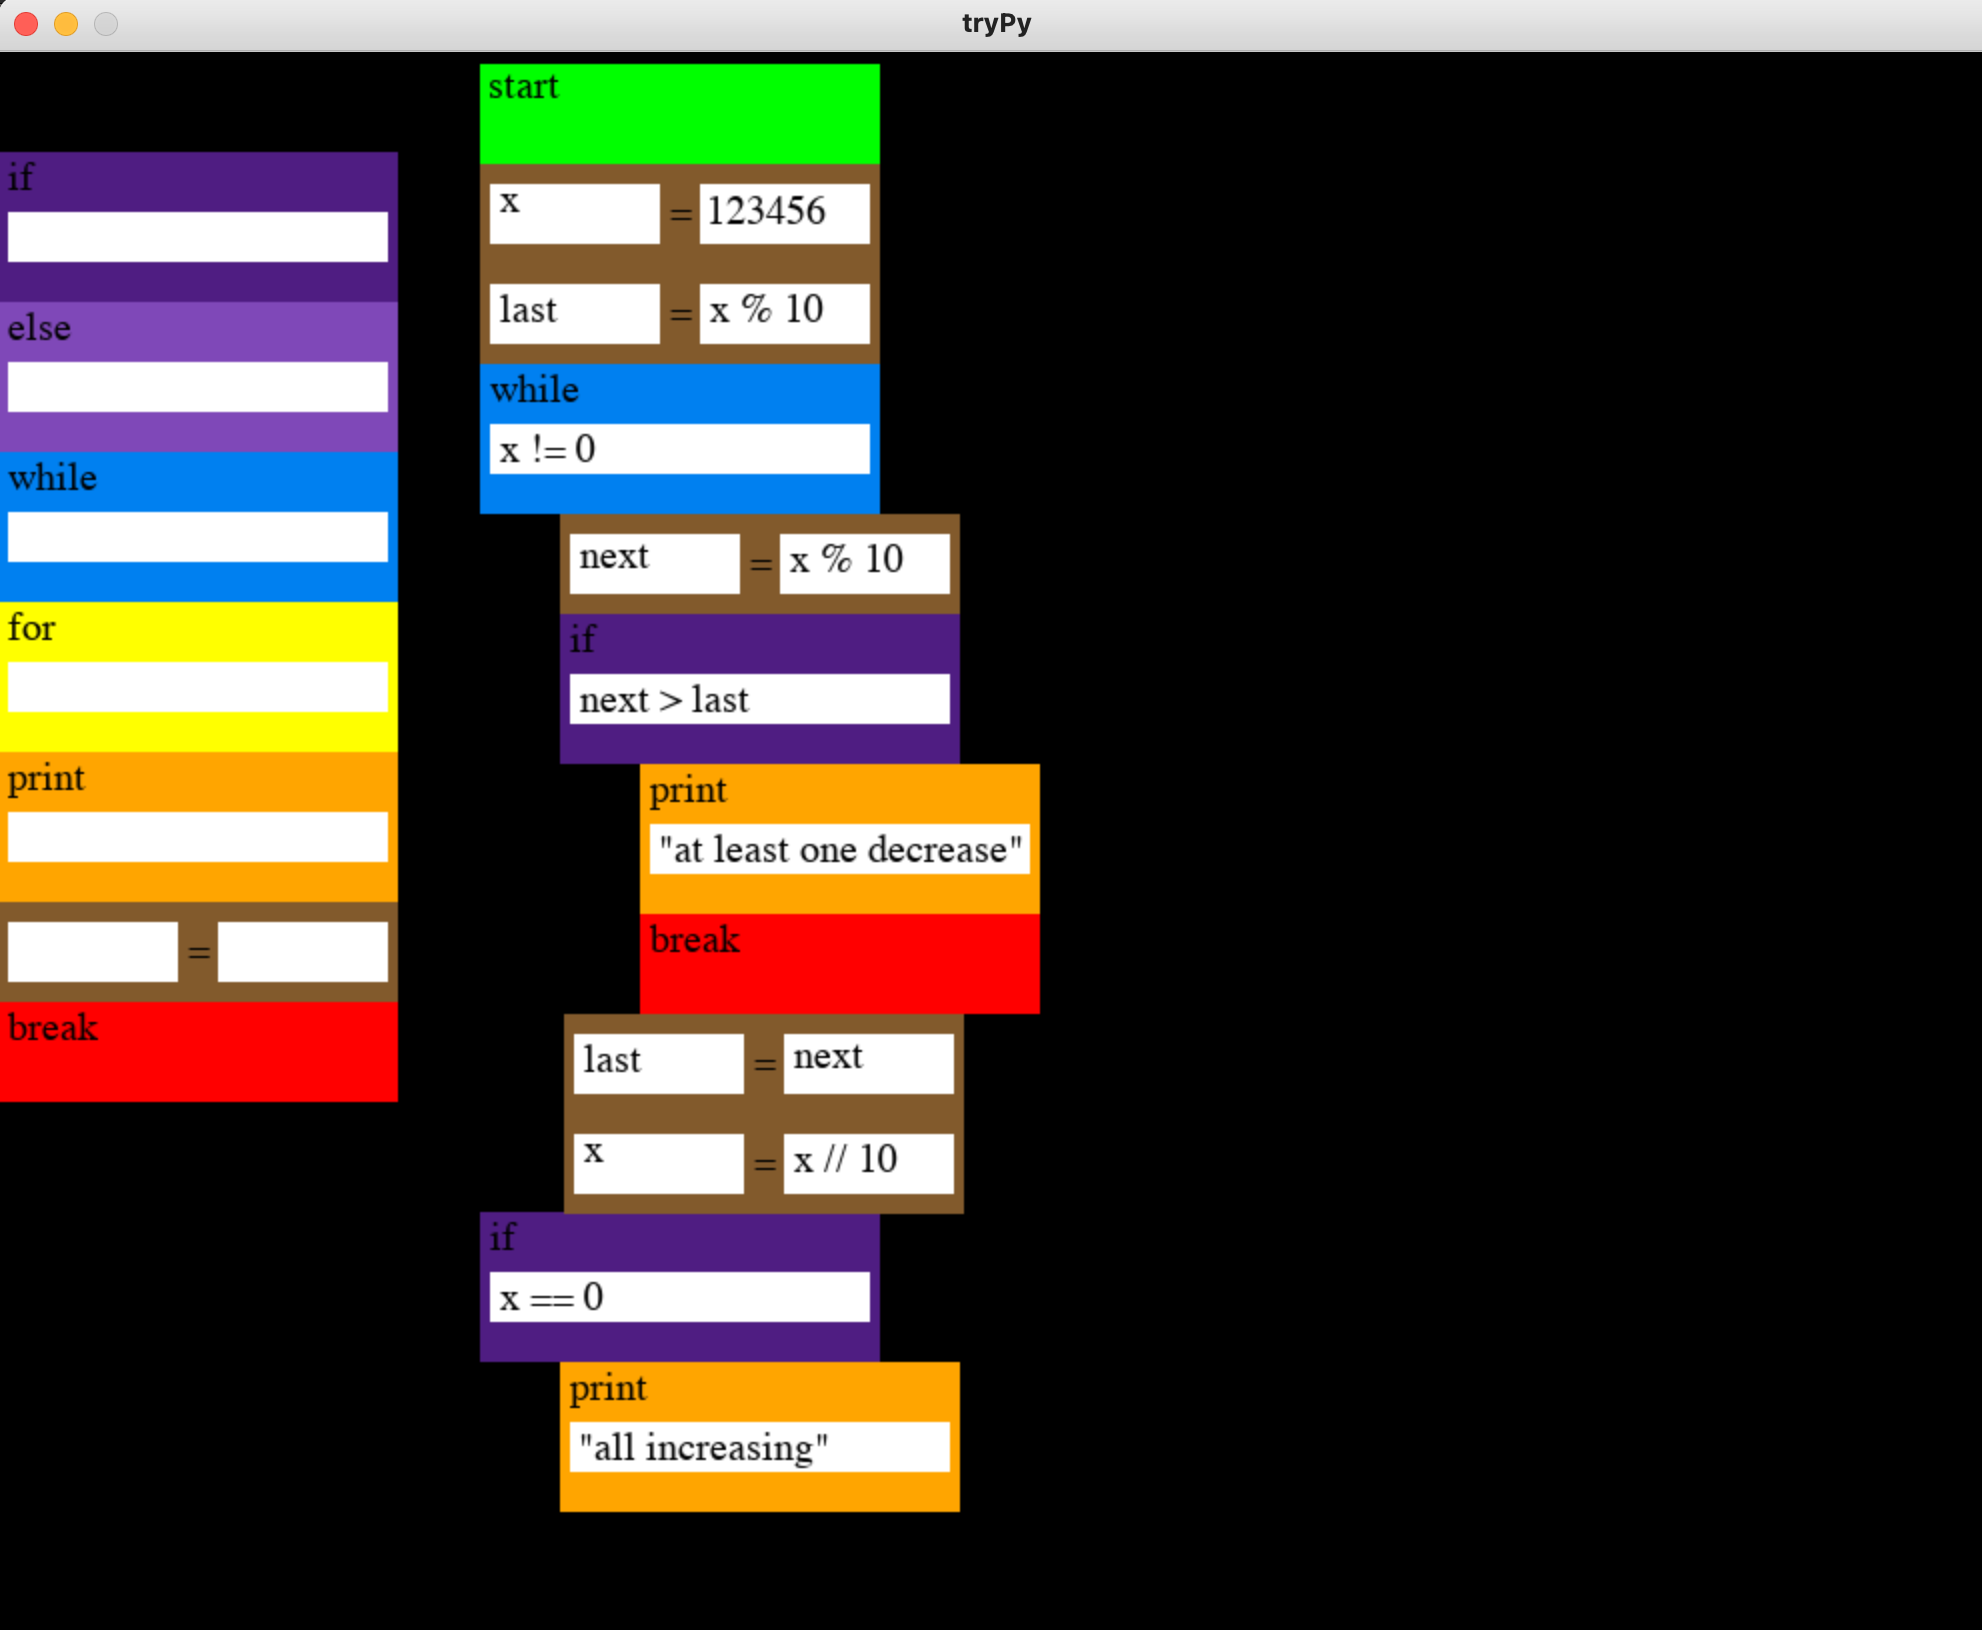 tryPy
if
else
while
for
print
=
break
start
x = 123456
last = x % 10
while
x != 0
next = x % 10
if
next > last
print
"at least one decrease"
break
last = next
x = x // 10
if
x == 0
print
"all increasing"